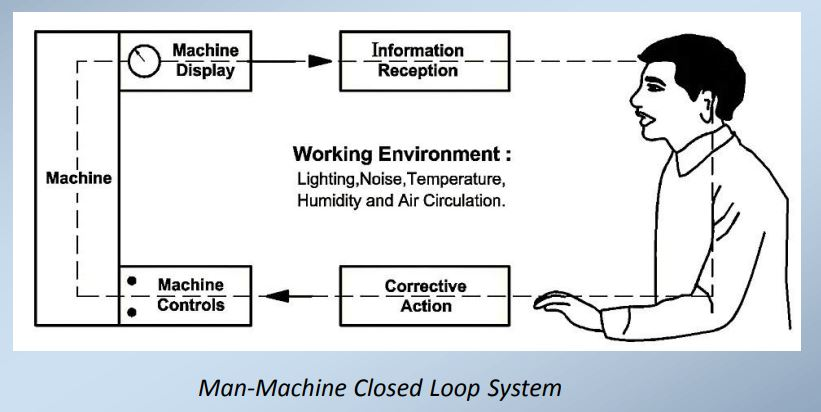 Machine
Display
Information
Reception
Machine
Working Environment :
Lighting,Noise,Temperature,
Humidity and Air Circulation.
Machine
Controls
Corrective
Action
Man-Machine Closed Loop System